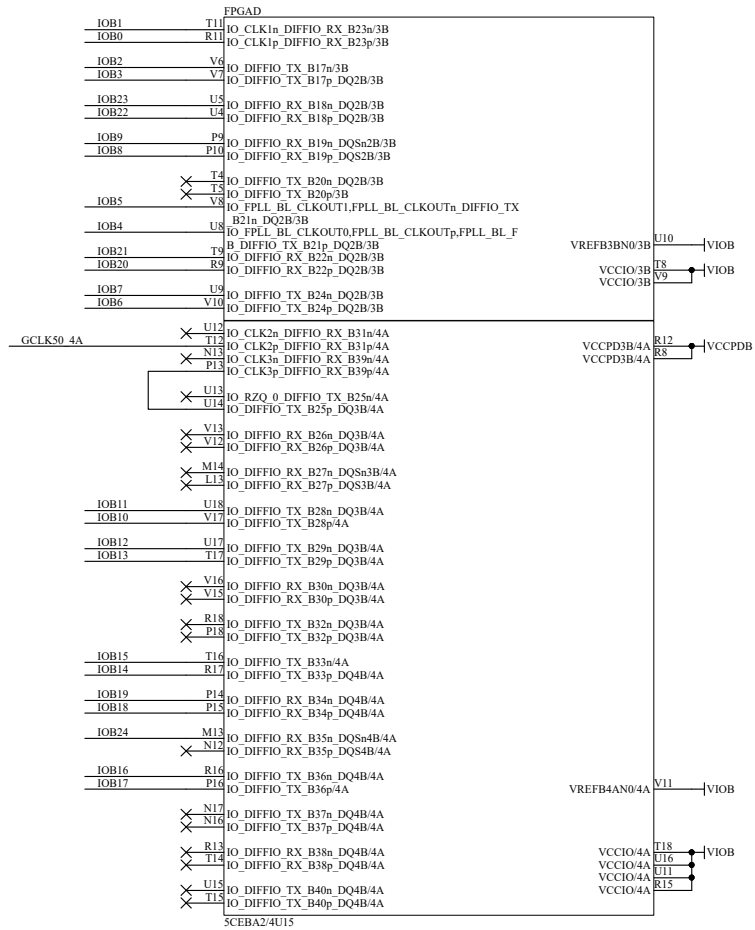 FPGAD
IOB1 T11 IO_CLK1n_DIFFIO_RX_B23n/3B
IOB0 R11 IO_CLK1p_DIFFIO_RX_B23p/3B
IOB2 V6 IO_DIFFIO_TX_B17n/3B
IOB3 V7 IO_DIFFIO_TX_B17p_DQ2B/3B
IOB23 U5 IO_DIFFIO_RX_B18n_DQ2B/3B
IOB22 U4 IO_DIFFIO_RX_B18p_DQ2B/3B
IOB9 P9 IO_DIFFIO_RX_B19n_DQSn2B/3B
IOB8 P10 IO_DIFFIO_RX_B19p_DQS2B/3B
T4 IO_DIFFIO_TX_B20n_DQ2B/3B
T5 IO_DIFFIO_TX_B20p/3B
IOB5 V8 IO_FPLL_BL_CLKOUT1,FPLL_BL_CLKOUTn_DIFFIO_TX
_B21n_DQ2B/3B
IOB4 U8 IO_FPLL_BL_CLKOUT0,FPLL_BL_CLKOUTp,FPLL_BL_F
B_DIFFIO_TX_B21p_DQ2B/3B VREFB3BN0/3B U10 VIOB
IOB21 T9 IO_DIFFIO_RX_B22n_DQ2B/3B
IOB20 R9 IO_DIFFIO_RX_B22p_DQ2B/3B VCCIO/3B T8 VIOB
VCCIO/3B V9
IOB7 U9 IO_DIFFIO_TX_B24n_DQ2B/3B
IOB6 V10 IO_DIFFIO_TX_B24p_DQ2B/3B
U12 IO_CLK2n_DIFFIO_RX_B31n/4A
GCLK50_4A T12 IO_CLK2p_DIFFIO_RX_B31p/4A VCCPD3B/4A R12 VCCPDB
N13 IO_CLK3n_DIFFIO_RX_B39n/4A VCCPD3B/4A R8
P13 IO_CLK3p_DIFFIO_RX_B39p/4A
U13 IO_RZQ_0_DIFFIO_TX_B25n/4A
U14 IO_DIFFIO_TX_B25p_DQ3B/4A
V13 IO_DIFFIO_RX_B26n_DQ3B/4A
V12 IO_DIFFIO_RX_B26p_DQ3B/4A
M14 IO_DIFFIO_RX_B27n_DQSn3B/4A
L13 IO_DIFFIO_RX_B27p_DQS3B/4A
IOB11 U18 IO_DIFFIO_TX_B28n_DQ3B/4A
IOB10 V17 IO_DIFFIO_TX_B28p/4A
IOB12 U17 IO_DIFFIO_TX_B29n_DQ3B/4A
IOB13 T17 IO_DIFFIO_TX_B29p_DQ3B/4A
V16 IO_DIFFIO_RX_B30n_DQ3B/4A
V15 IO_DIFFIO_RX_B30p_DQ3B/4A
R18 IO_DIFFIO_TX_B32n_DQ3B/4A
P18 IO_DIFFIO_TX_B32p_DQ3B/4A
IOB15 T16 IO_DIFFIO_TX_B33n/4A
IOB14 R17 IO_DIFFIO_TX_B33p_DQ4B/4A
IOB19 P14 IO_DIFFIO_RX_B34n_DQ4B/4A
IOB18 P15 IO_DIFFIO_RX_B34p_DQ4B/4A
IOB24 M13 IO_DIFFIO_RX_B35n_DQSn4B/4A
N12 IO_DIFFIO_RX_B35p_DQS4B/4A
IOB16 R16 IO_DIFFIO_TX_B36n_DQ4B/4A
IOB17 P16 IO_DIFFIO_TX_B36p/4A VREFB4AN0/4A V11 VIOB
N17 IO_DIFFIO_TX_B37n_DQ4B/4A
N16 IO_DIFFIO_TX_B37p_DQ4B/4A
R13 IO_DIFFIO_RX_B38n_DQ4B/4A VCCIO/4A T18 VIOB
T14 IO_DIFFIO_RX_B38p_DQ4B/4A VCCIO/4A U16
VCCIO/4A U11
U15 IO_DIFFIO_TX_B40n_DQ4B/4A VCCIO/4A R15
T15 IO_DIFFIO_TX_B40p_DQ4B/4A
5CEBA2/4U15